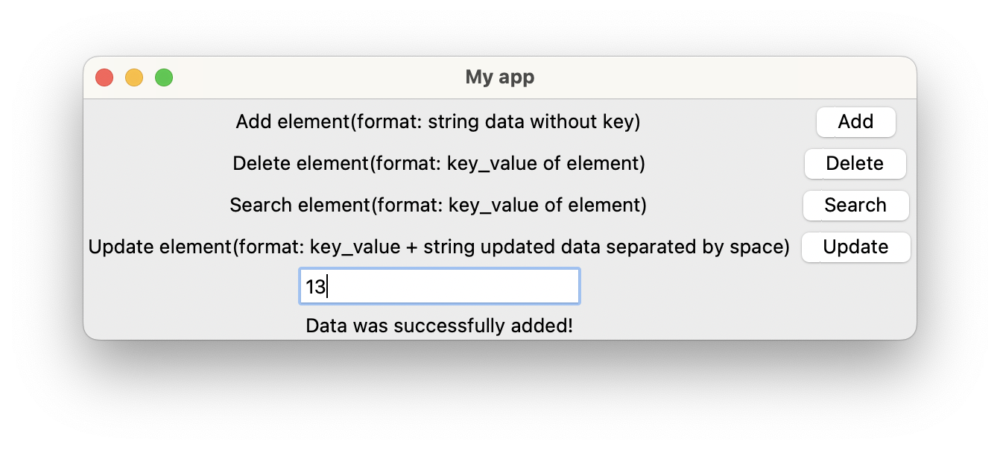 My app
Add element(format: string data without key) Add
Delete element(format: key_value of element) Delete
Search element(format: key_value of element) Search
Update element(format: key_value + string updated data separated by space) Update
13
Data was successfully added!